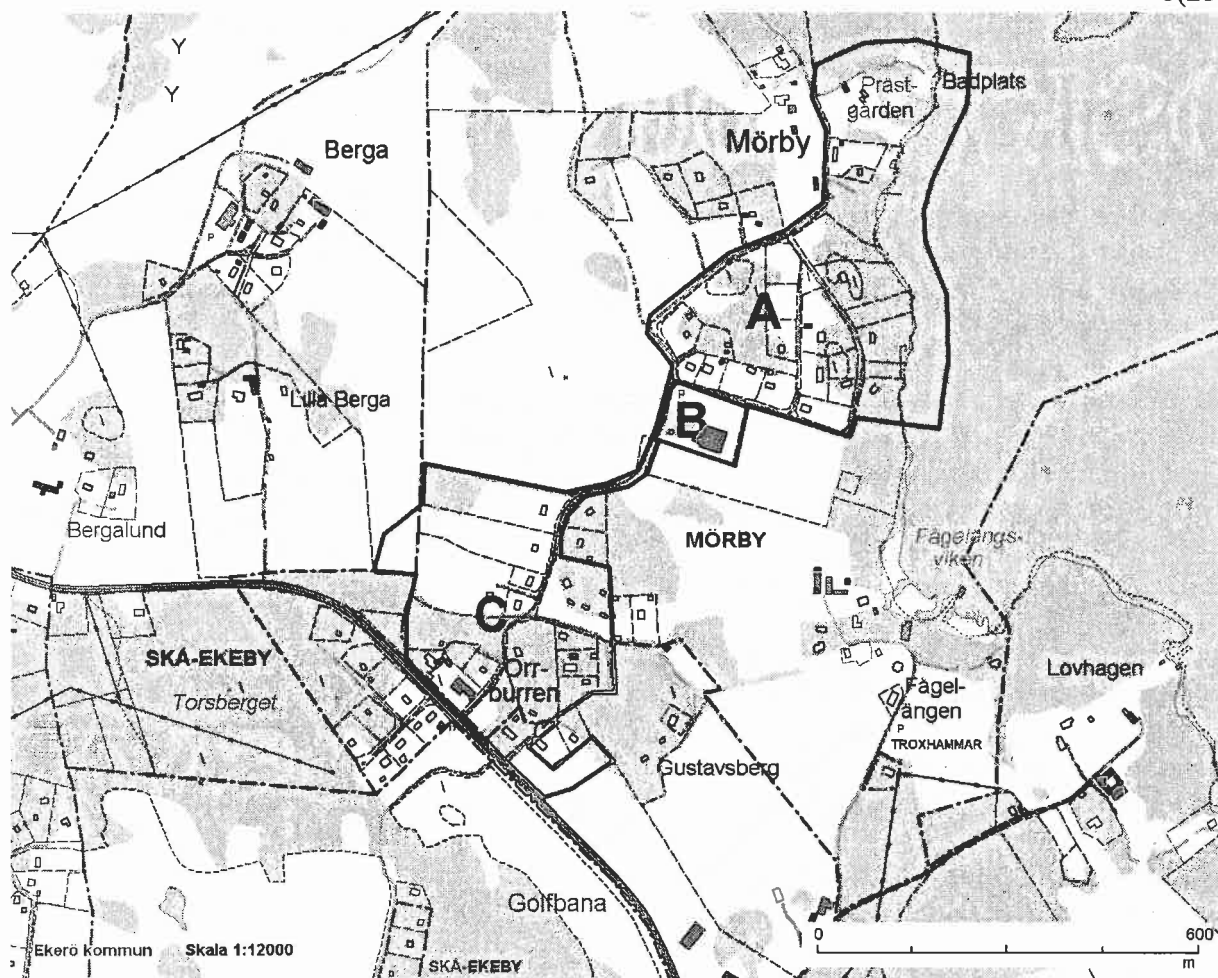 Y
Y
Präst-
gården
Badplats
Mörby
Berga
P
A
Lilla Berga
P
B
Bergalund
MÖRBY
Fågelängs-
viken
C
SKÅ-EKEBY
Torsberget
Orr-
burren
Lovhagen
Fågel-
ängen
P
TROXHAMMAR
Gustavsberg
Golfbana
Ekerö kommun Skala 1:12000
SKÅ-EKEBY
0 600
m